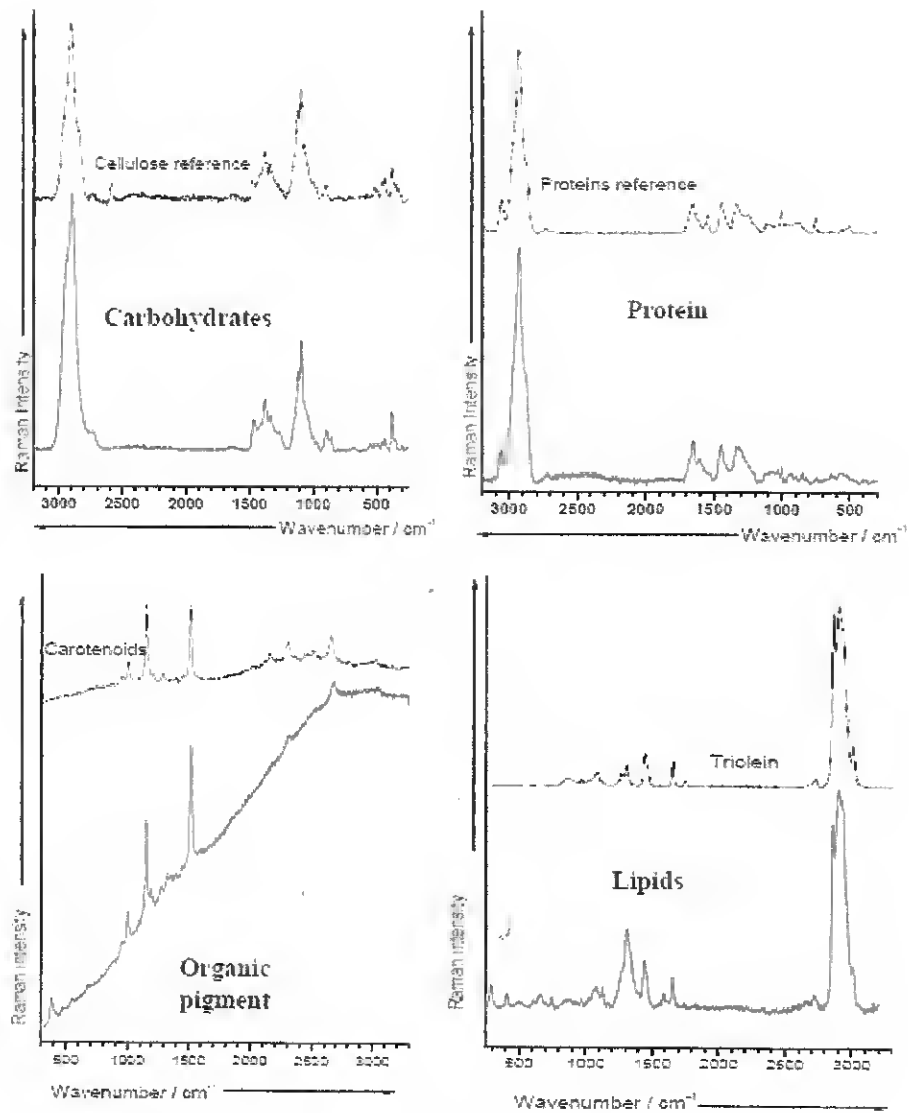 Cellulose reference
Carbohydrates
Raman Intensity
3000 2500 2000 1500 1000 500
Wavenumber / cm⁻¹
Proteins reference
Protein
Raman Intensity
3000 2500 2000 1500 1000 500
Wavenumber / cm⁻¹
Carotenoids
Organic
pigment
Raman Intensity
500 1000 1500 2000 2500 3000
Wavenumber / cm⁻¹
Triolein
Lipids
Raman Intensity
500 1000 1500 2000 2500 3000
Wavenumber / cm⁻¹